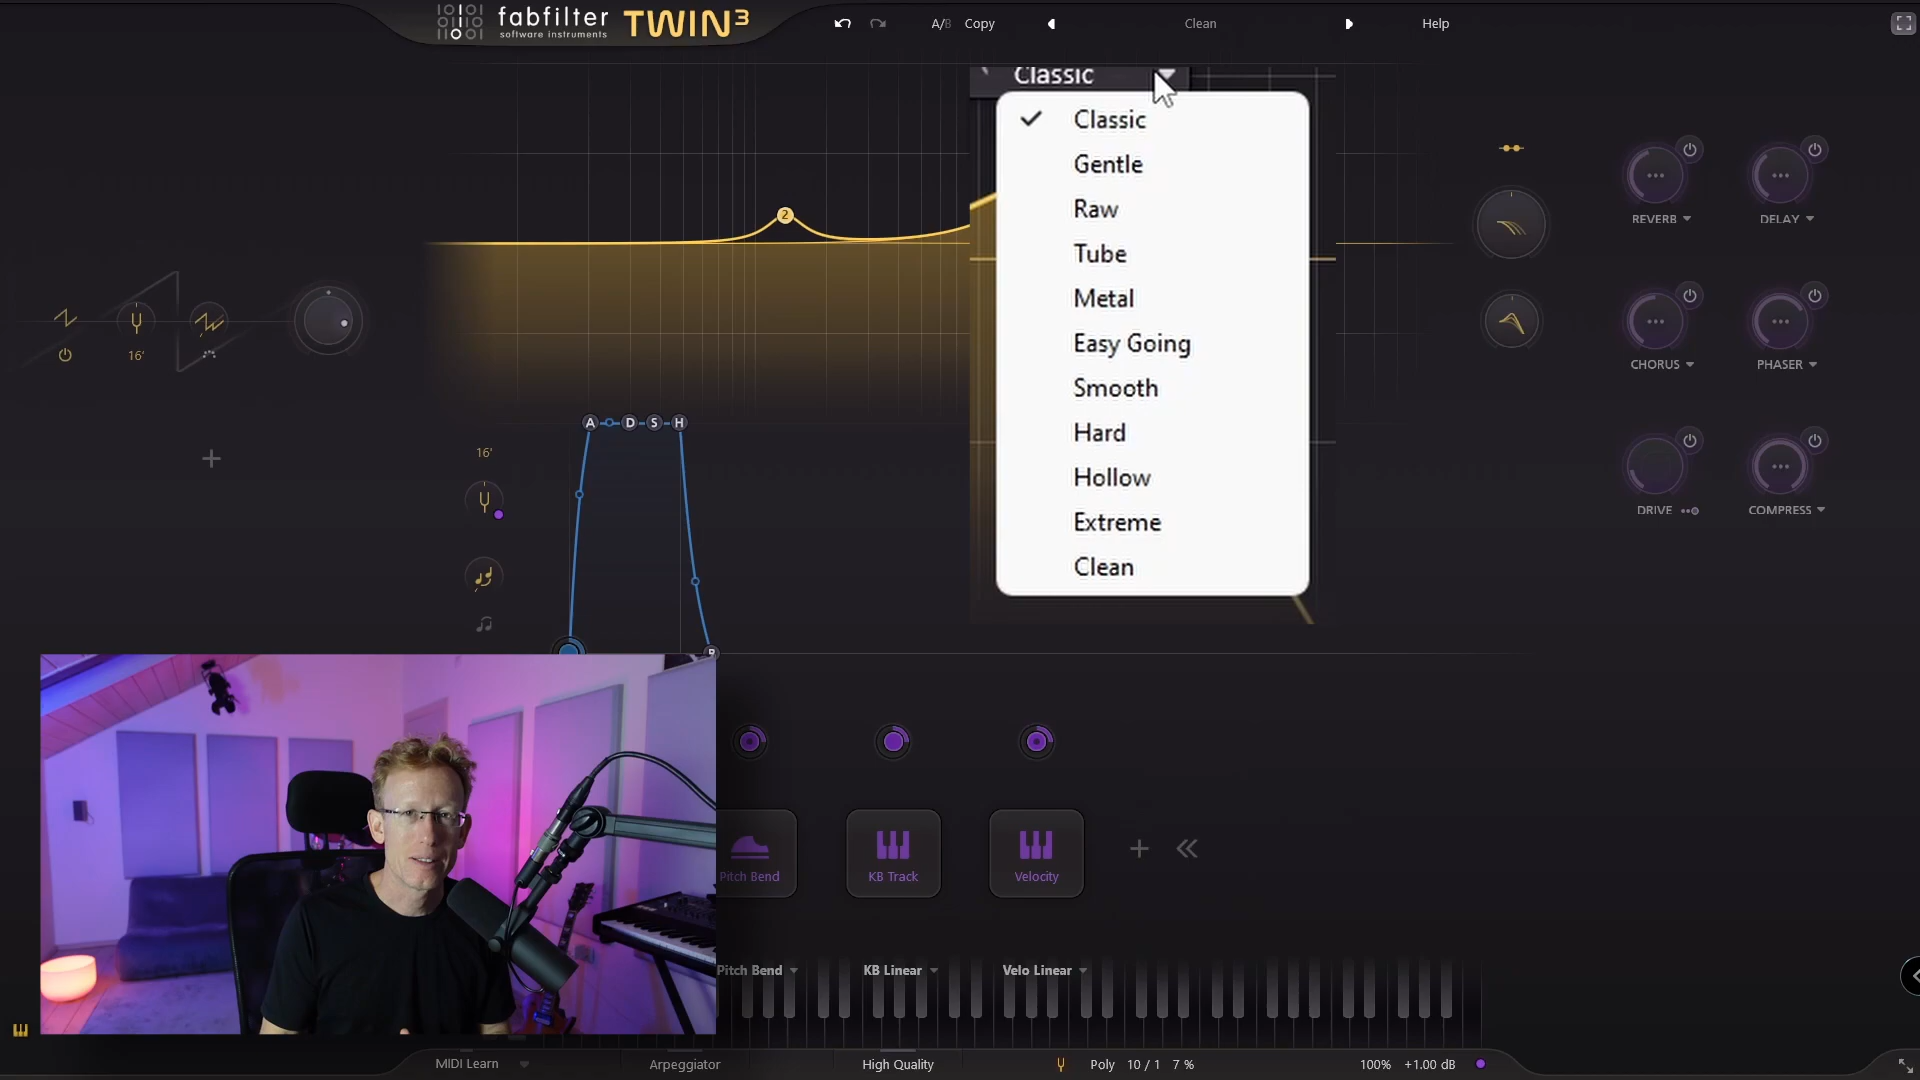 fabfilter
software instruments
TWIN3
A/B
Copy
Clean
Help
Classic
Classic
Gentle
Raw
Tube
Metal
Easy Going
Smooth
Hard
Hollow
Extreme
Clean
2
REVERB
DELAY
CHORUS
PHASER
DRIVE
COMPRESS
16'
A
D
S
H
16'
R
Pitch Bend
KB Track
Velocity
Pitch Bend
KB Linear
Velo Linear
MIDI Learn
Arpeggiator
High Quality
Poly
10 / 1
7 %
100%
+1.00 dB